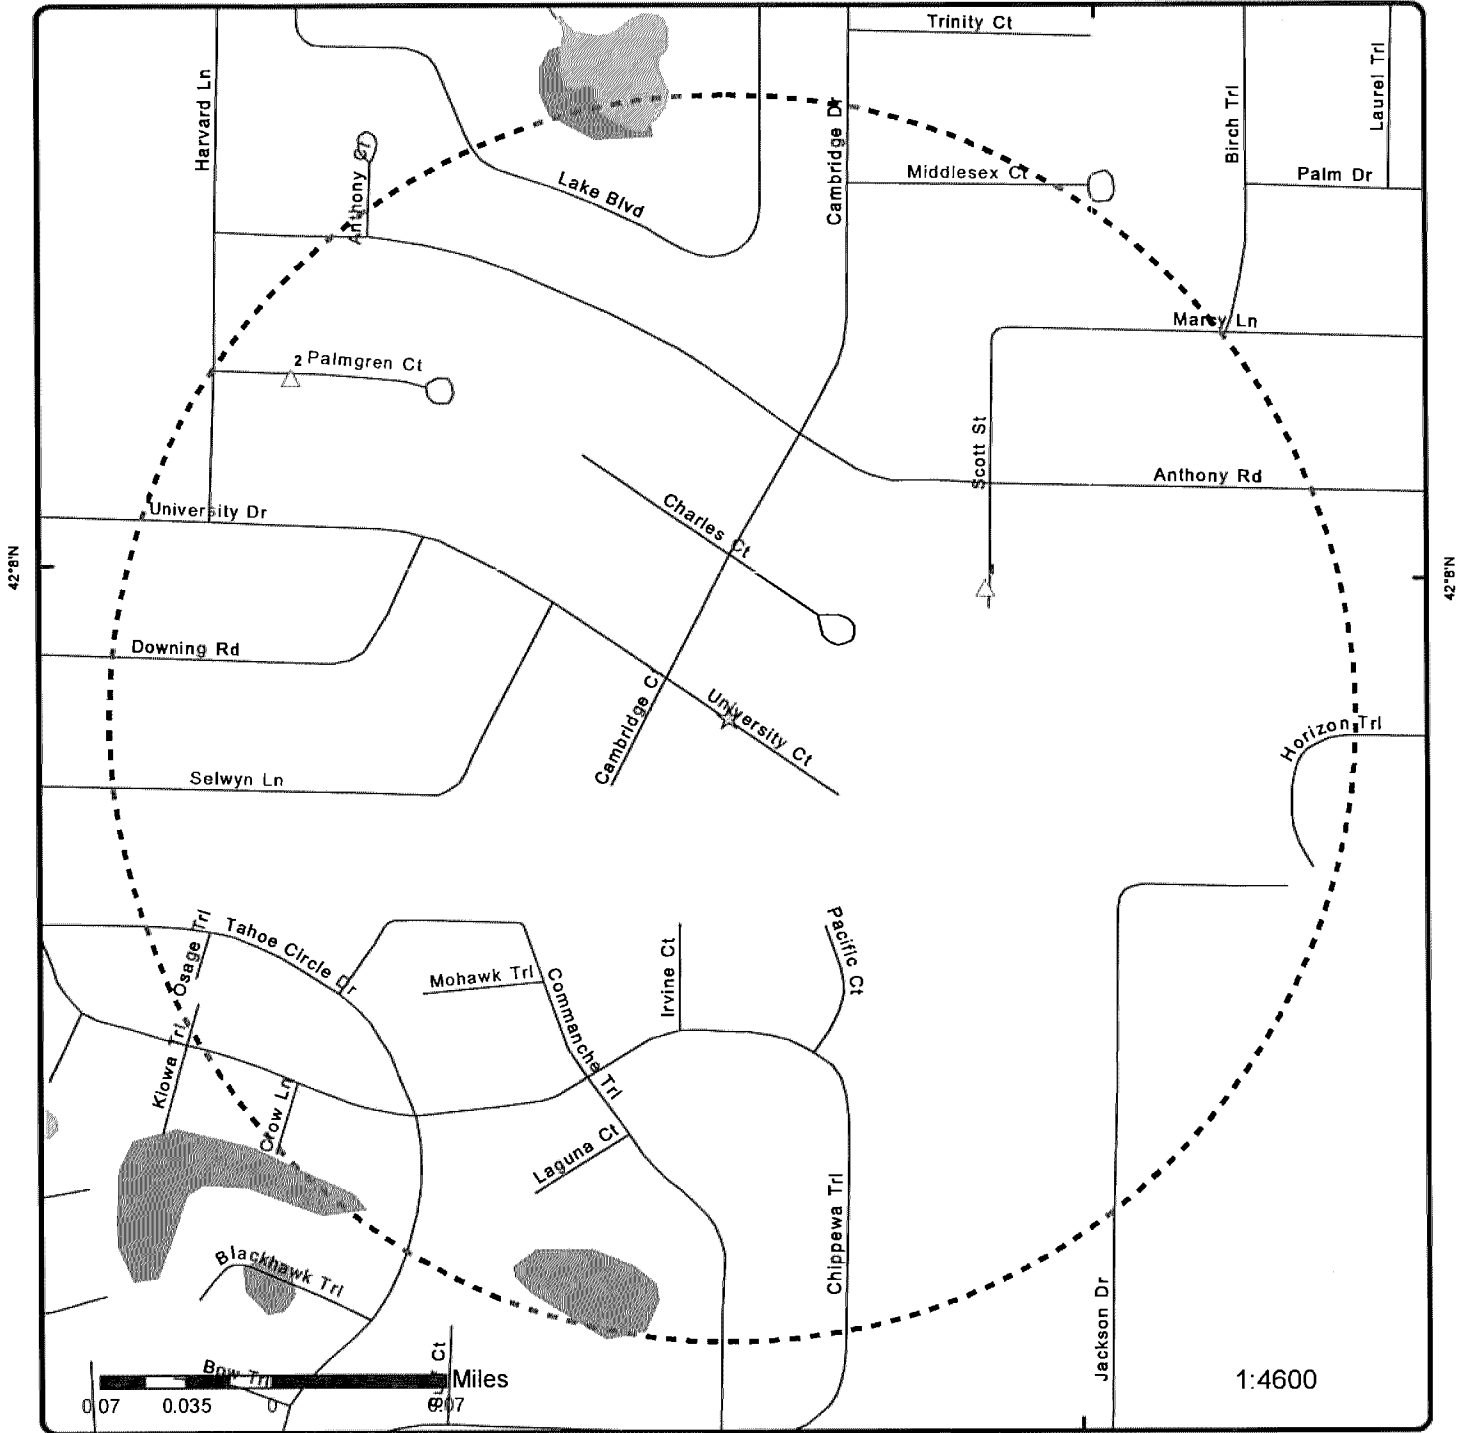 Trinity Ct
Harvard Ln
Cambridge Dr
Birch Trl
Laurel Trl
Anthony Ct
Lake Blvd
Middlesex Ct
Palm Dr
Marcy Ln
2 Palmgren Ct
Scott St
Anthony Rd
University Dr
Charles Ct
42°8'N
42°8'N
Downing Rd
Cambridge C
University Ct
Horizon Trl
Selwyn Ln
Osage Trl
Tahoe Circle Dr
Pacific Ct
Irvine Ct
Mohawk Trl
Commanche Trl
Kiowa Trl
Crow Ln
Laguna Ct
Chippewa Trl
Blackhawk Trl
Jackson Dr
Bow Trl
Ct
Miles
1:4600
0.07 0.035 0 0.07